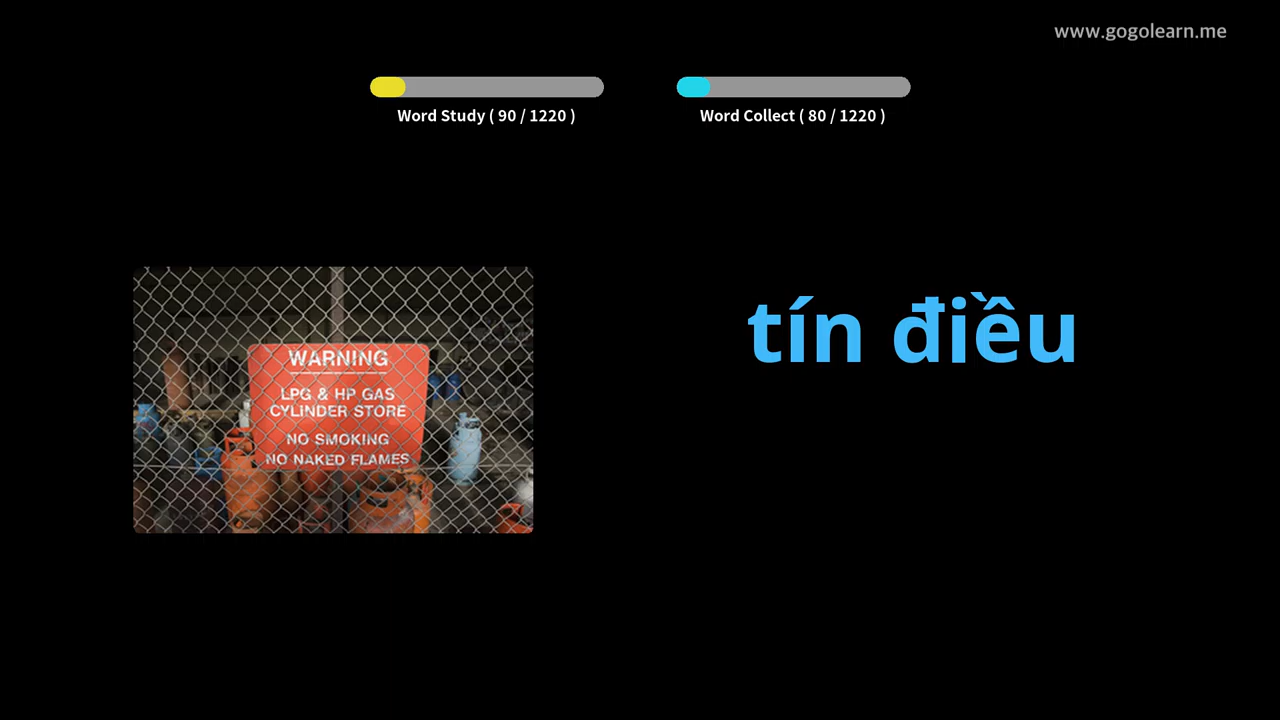 www.gogolearn.me
Word Study ( 90 / 1220 )
Word Collect ( 80 / 1220 )
WARNING
LPG & HP GAS
CYLINDER STORE
NO SMOKING
NO NAKED FLAMES
tín điều